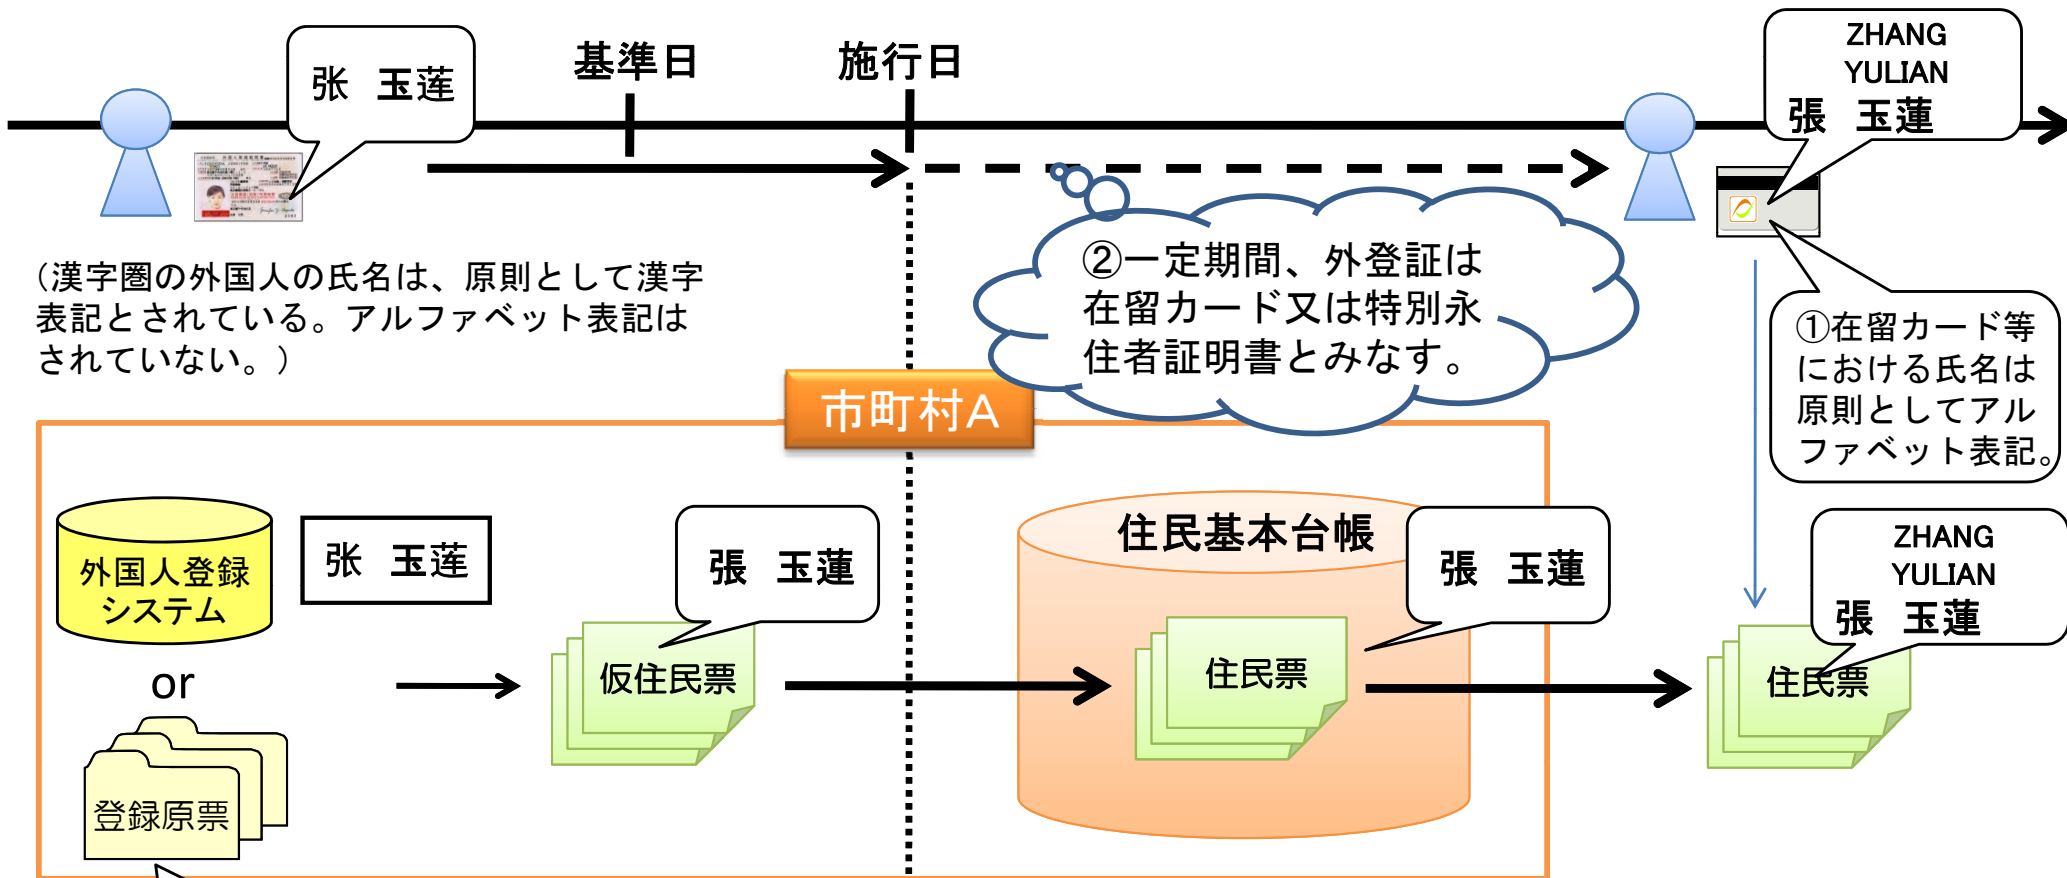 张　玉莲
基準日
施行日
ZHANG
YULIAN
張　玉蓮
（漢字圏の外国人の氏名は、原則として漢字
表記とされている。アルファベット表記は
されていない。）
②一定期間、外登証は
在留カード又は特別永
住者証明書とみなす。
①在留カード等
における氏名は
原則としてアル
ファベット表記。
市町村A
外国人登録
システム
张　玉莲
張　玉蓮
住民基本台帳
張　玉蓮
ZHANG
YULIAN
張　玉蓮
or
仮住民票
住民票
住民票
登録原票